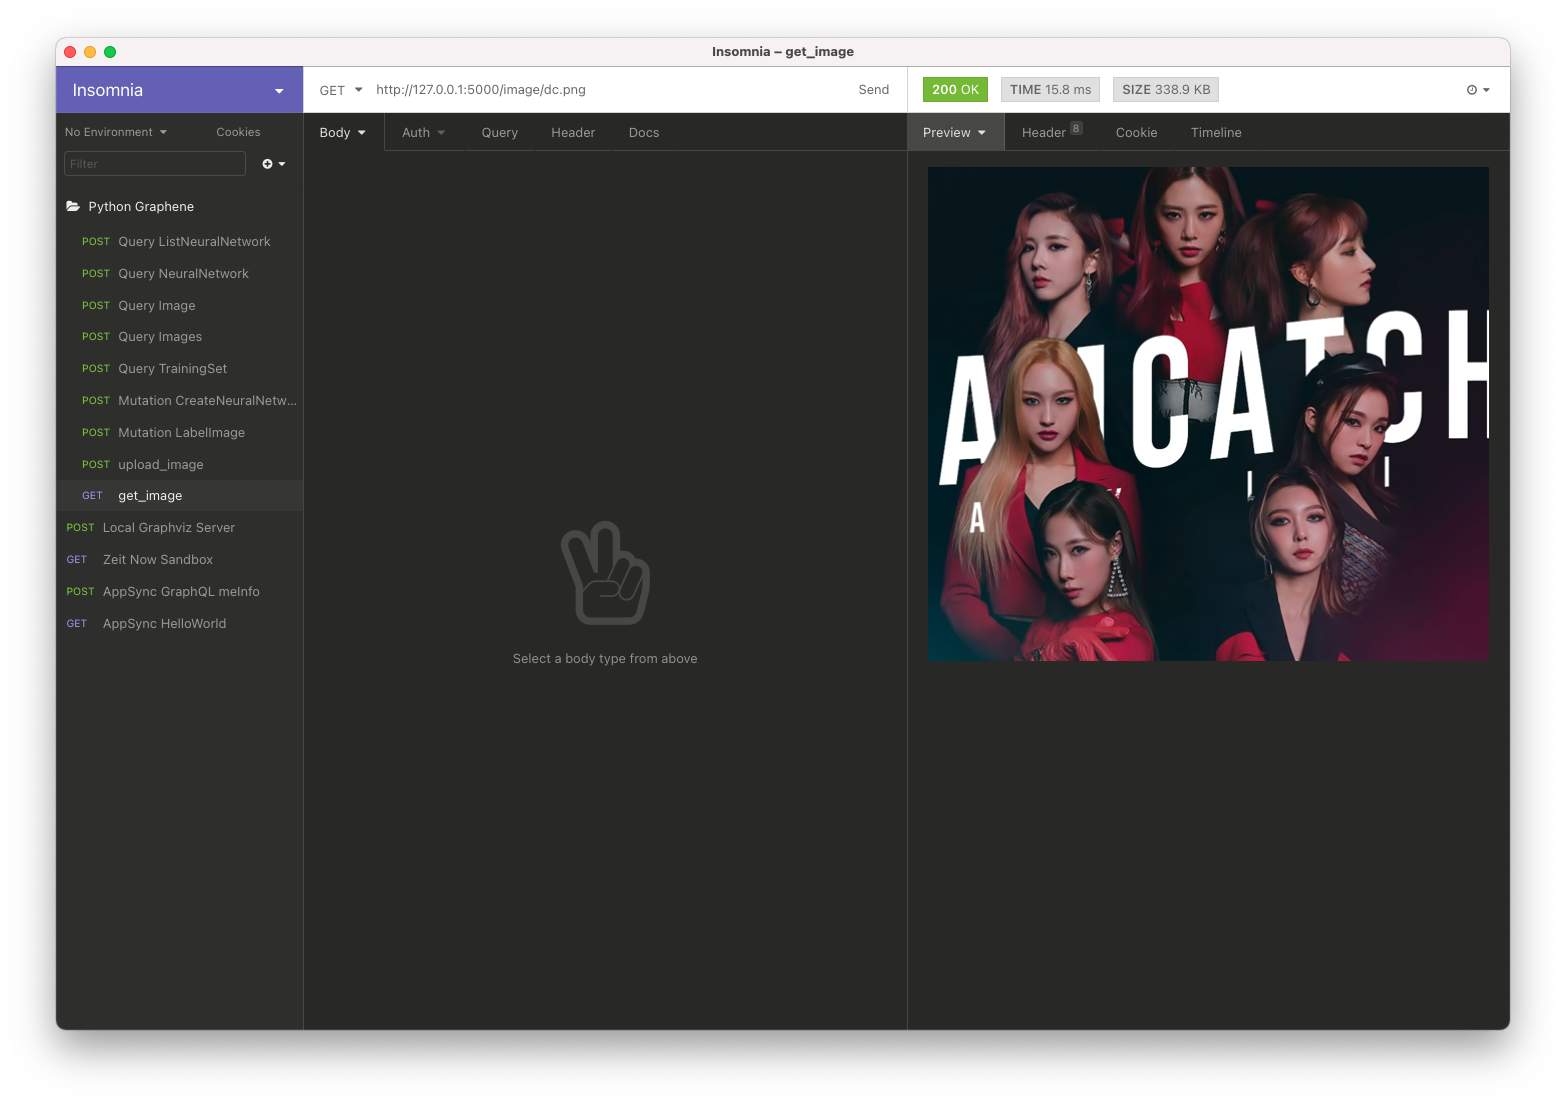 Insomnia – get_image
Insomnia
GET http://127.0.0.1:5000/image/dc.png Send
200 OK TIME 15.8 ms SIZE 338.9 KB
No Environment Cookies
Body Auth Query Header Docs
Preview Header 8 Cookie Timeline
Filter
Python Graphene
POST Query ListNeuralNetwork
POST Query NeuralNetwork
POST Query Image
POST Query Images
POST Query TrainingSet
POST Mutation CreateNeuralNetw...
POST Mutation LabelImage
POST upload_image
GET get_image
POST Local Graphviz Server
GET Zeit Now Sandbox
POST AppSync GraphQL meInfo
GET AppSync HelloWorld
Select a body type from above
AMCATCH